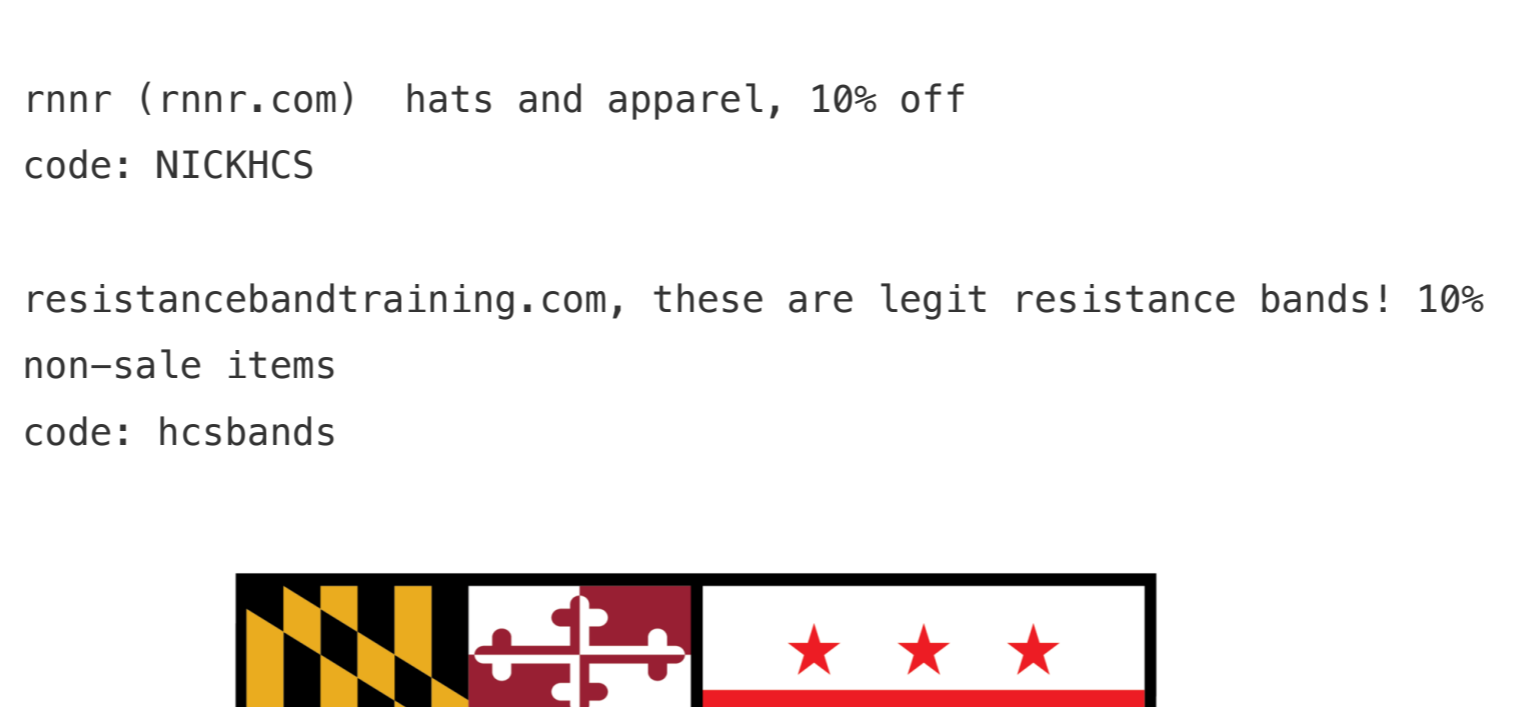 rnnr (rnnr.com)  hats and apparel, 10% off
code: NICKHCS
resistancebandtraining.com, these are legit resistance bands! 10%
non-sale items
code: hcsbands